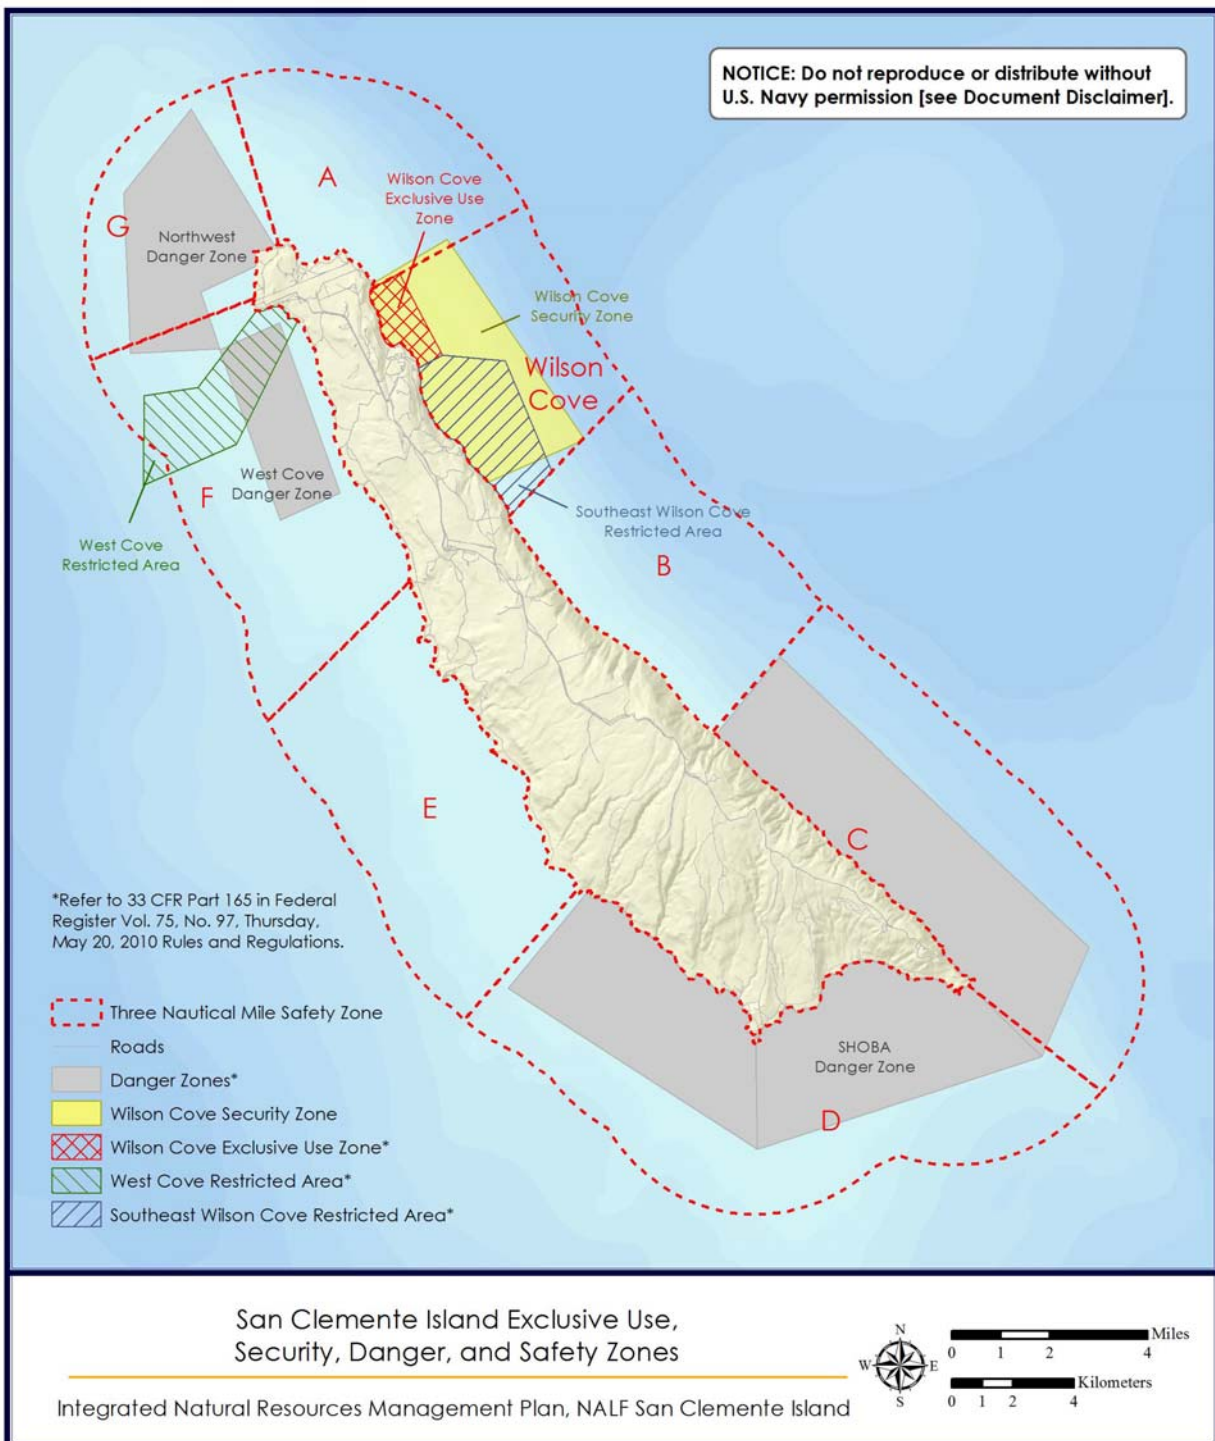 NOTICE: Do not reproduce or distribute without
U.S. Navy permission [see Document Disclaimer].
A
Wilson Cove
Exclusive Use
Zone
G
Northwest
Danger Zone
Wilson Cove
Security Zone
Wilson
Cove
West Cove
Danger Zone
F
Southeast Wilson Cove
Restricted Area
West Cove
Restricted Area
B
E
C
*Refer to 33 CFR Part 165 in Federal
Register Vol. 75, No. 97, Thursday,
May 20, 2010 Rules and Regulations.
Three Nautical Mile Safety Zone
Roads
Danger Zones*
Wilson Cove Security Zone
Wilson Cove Exclusive Use Zone*
West Cove Restricted Area*
Southeast Wilson Cove Restricted Area*
SHOBA
Danger Zone
D
San Clemente Island Exclusive Use,
Security, Danger, and Safety Zones
Integrated Natural Resources Management Plan, NALF San Clemente Island
N
W E
S
Miles
0 1 2 4
Kilometers
0 1 2 4